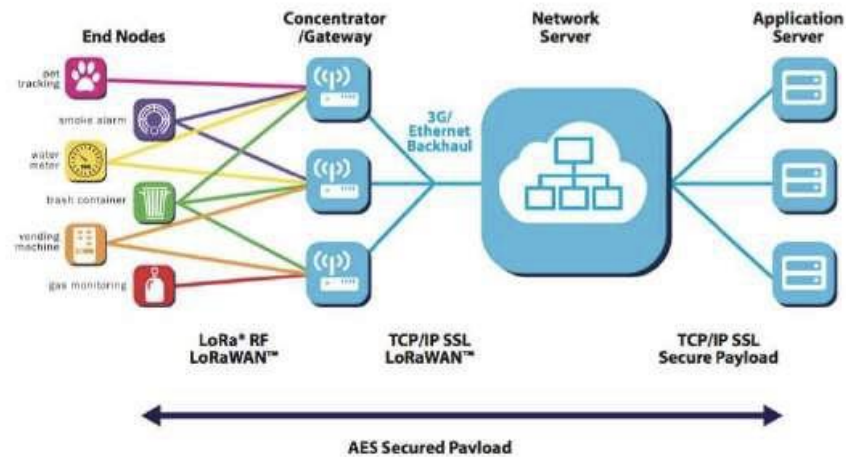 End Nodes
Concentrator
/Gateway
Network
Server
Application
Server
pet
tracking
smoke alarm
water
meter
trash container
vending
machine
gas monitoring
3G/
Ethernet
Backhaul
LoRa® RF
LoRaWAN™
TCP/IP SSL
LoRaWAN™
TCP/IP SSL
Secure Payload
AES Secured Payload